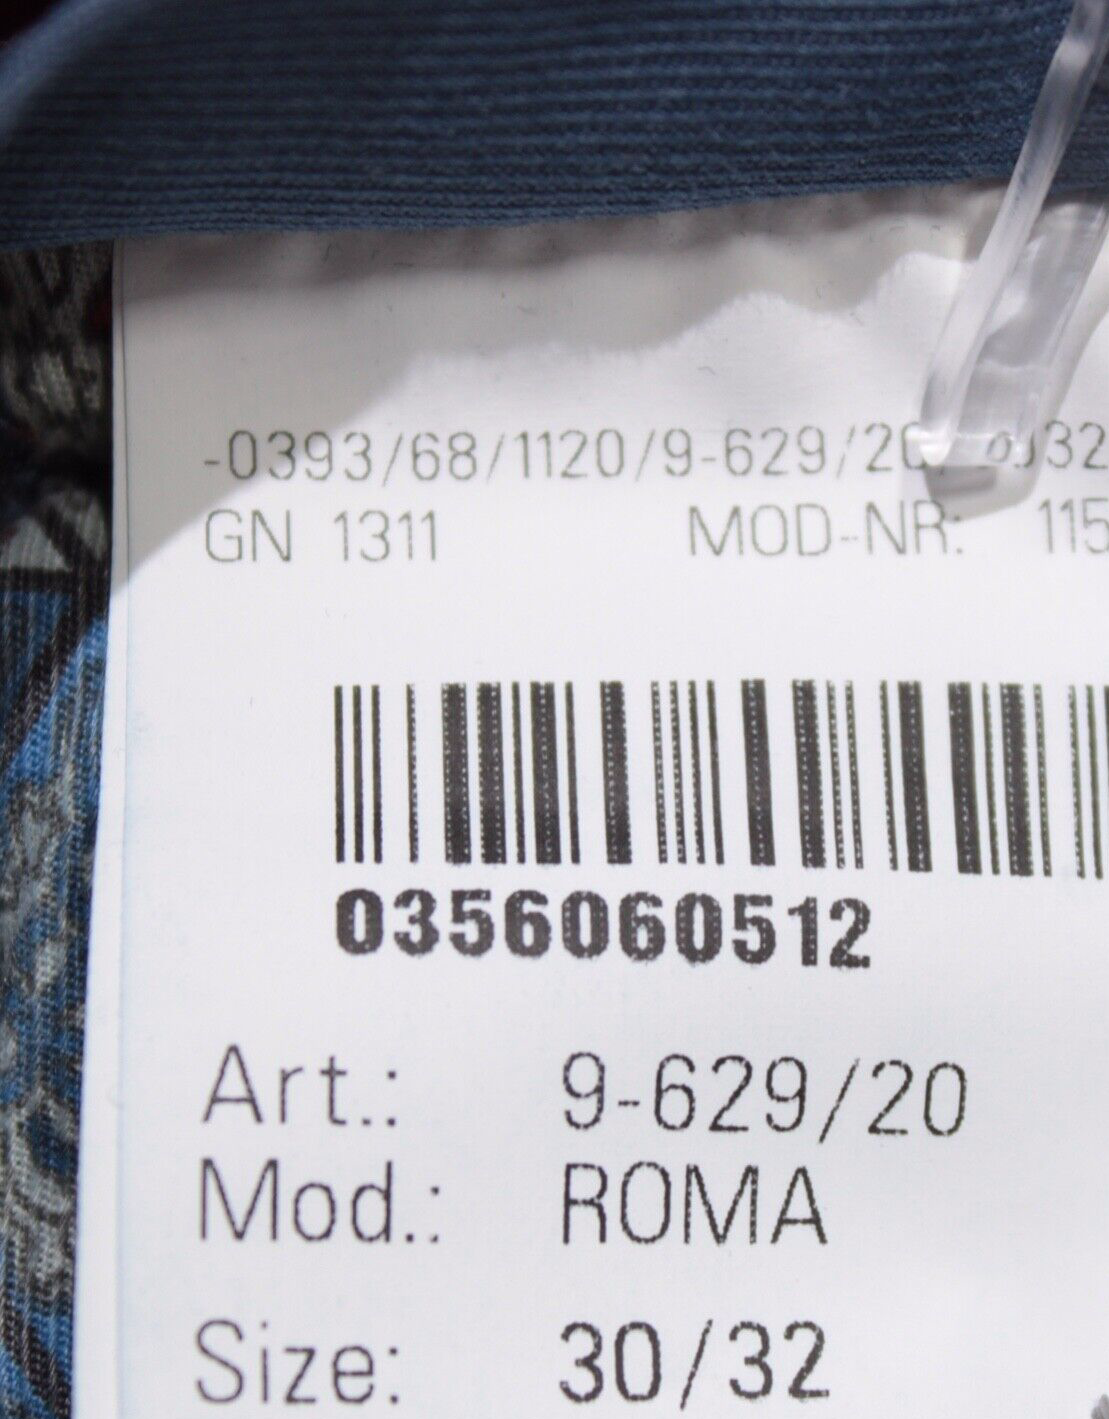 -0393/68/1120/9-629/20
GN 1311 MOD-NR: 115
0356060512
Art.: 9-629/20
Mod.: ROMA
Size: 30/32